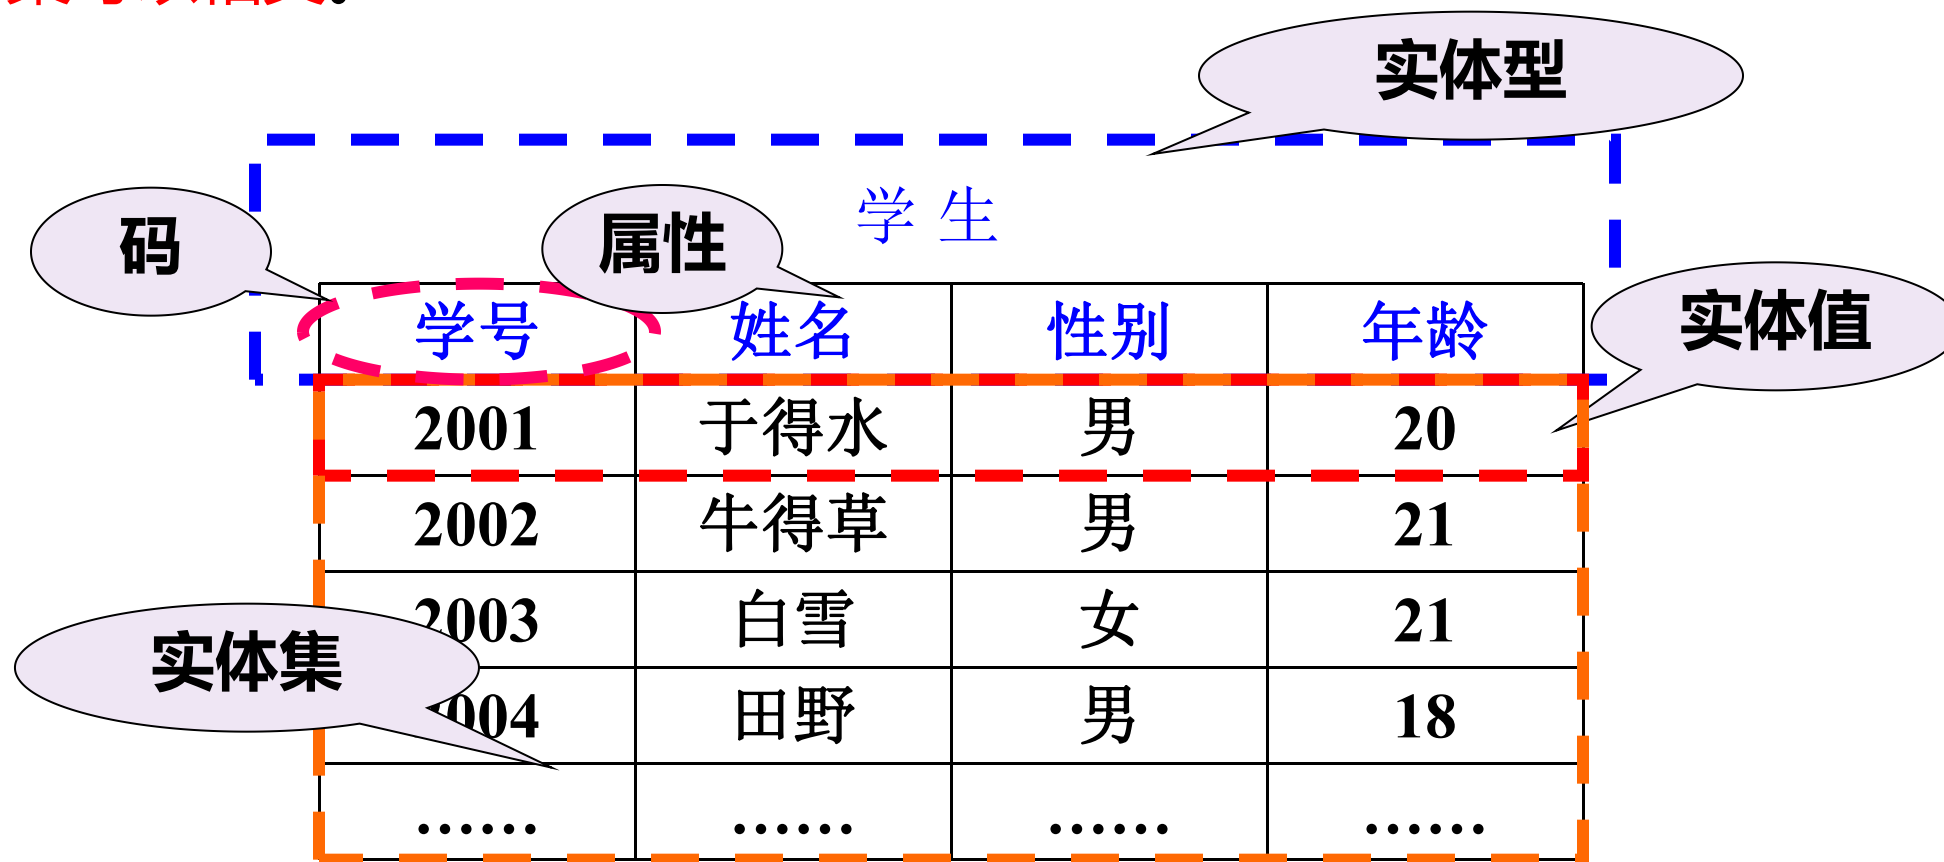 实体型
学 生
码
属性
学号 姓名 性别 年龄
实体值
2001 于得水 男 20
2002 牛得草 男 21
2003 白雪 女 21
实体集
004 田野 男 18
…… …… …… ……